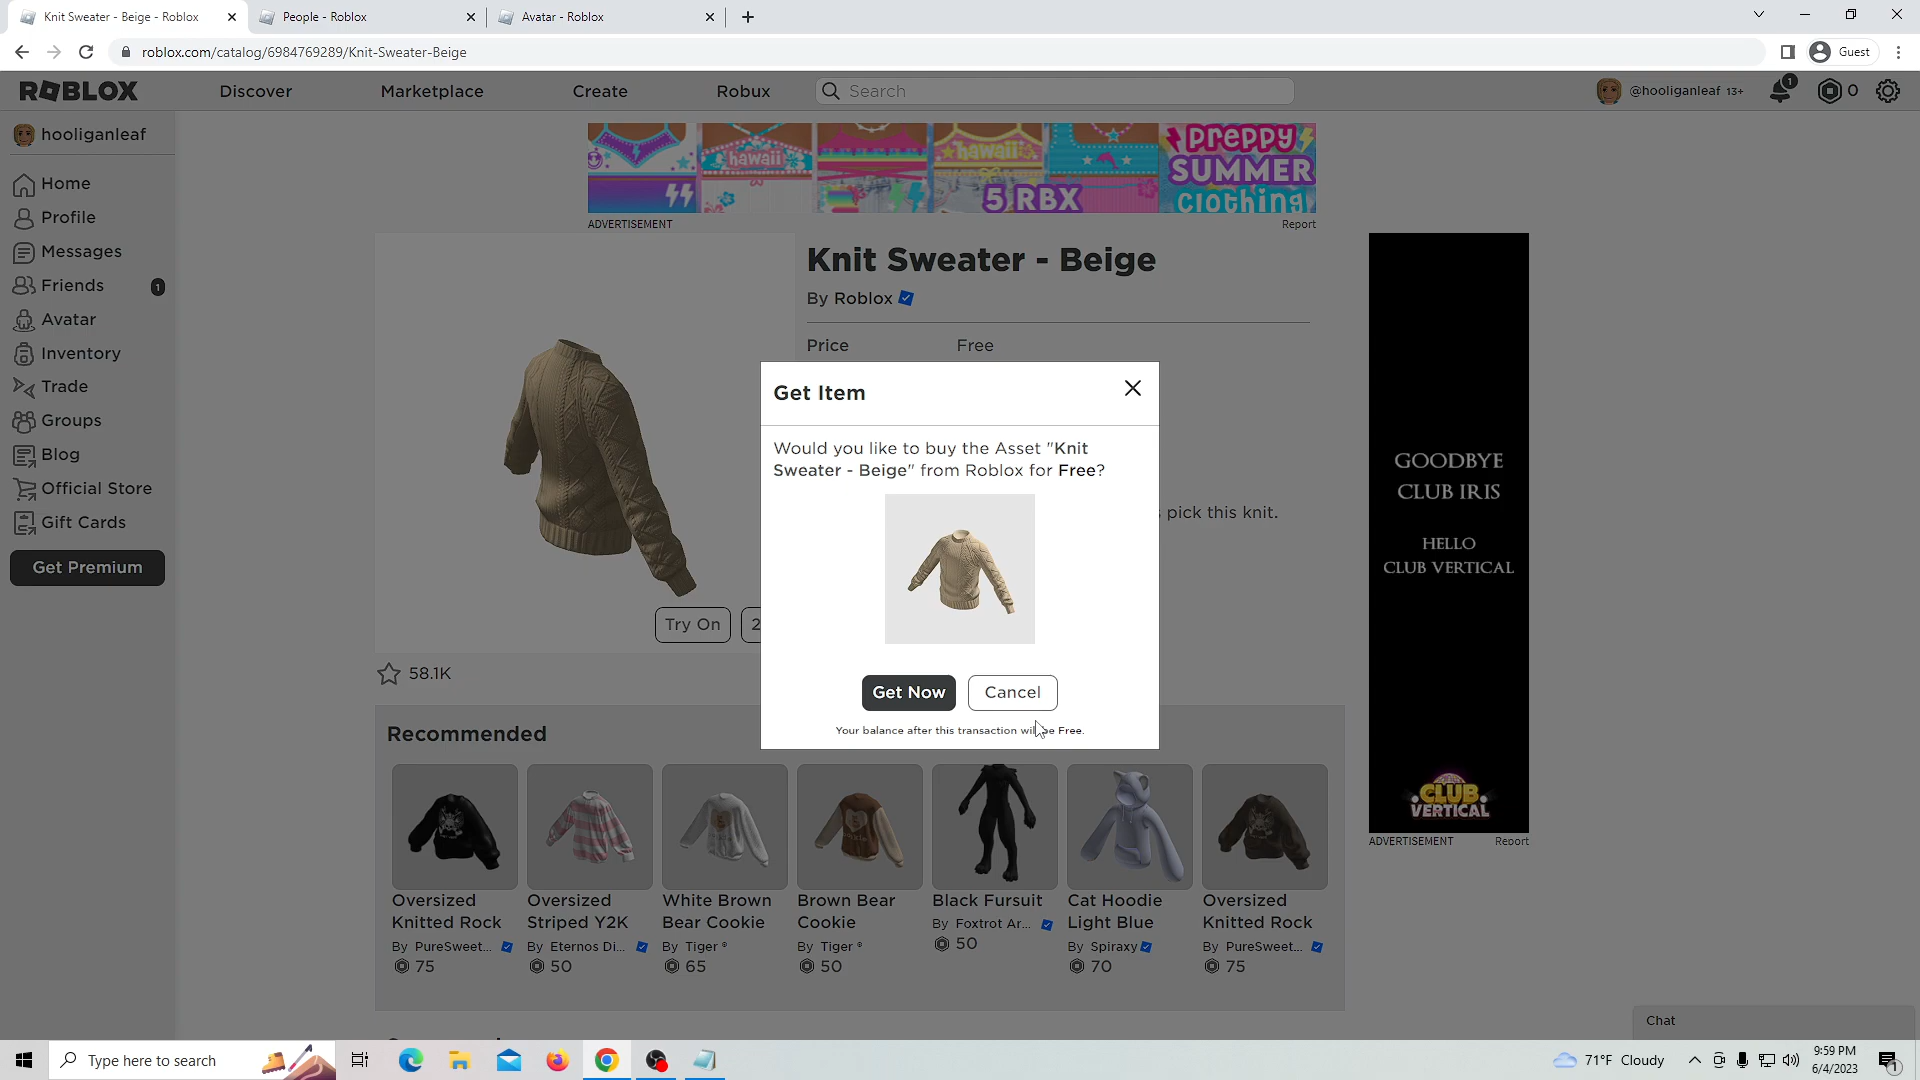 Knit Sweater - Beige - Roblox
People - Roblox
Avatar - Roblox
roblox.com/catalog/6984769289/Knit-Sweater-Beige
Guest
ROBLOX
Discover
Marketplace
Create
Robux
Search
@hooliganleaf 13+
1
0
hooliganleaf
Home
Profile
Messages
Friends
1
Avatar
Inventory
Trade
Groups
Blog
Official Store
Gift Cards
Get Premium
hawaii
hawaii
5 RBX
PREPPY
SUMMER
Clothing
ADVERTISEMENT
Report
Knit Sweater - Beige
By Roblox
Price
Free
pick this knit.
Try On
2
58.1K
Get Item
Would you like to buy the Asset "Knit
Sweater - Beige" from Roblox for Free?
Get Now
Cancel
Your balance after this transaction will be Free.
GOODBYE
CLUB IRIS
HELLO
CLUB VERTICAL
CLUB
VERTICAL
ADVERTISEMENT
Report
Recommended
Oversized
Knitted Rock
By PureSweet...
75
Oversized
Striped Y2K
By Eternos Di...
50
White Brown
Bear Cookie
By Tiger
65
Brown Bear
Cookie
By Tiger
50
Black Fursuit
By Foxtrot Ar...
50
Cat Hoodie
Light Blue
By Spiraxy
70
Oversized
Knitted Rock
By PureSweet...
75
Chat
Type here to search
71°F Cloudy
9:59 PM
6/4/2023
1